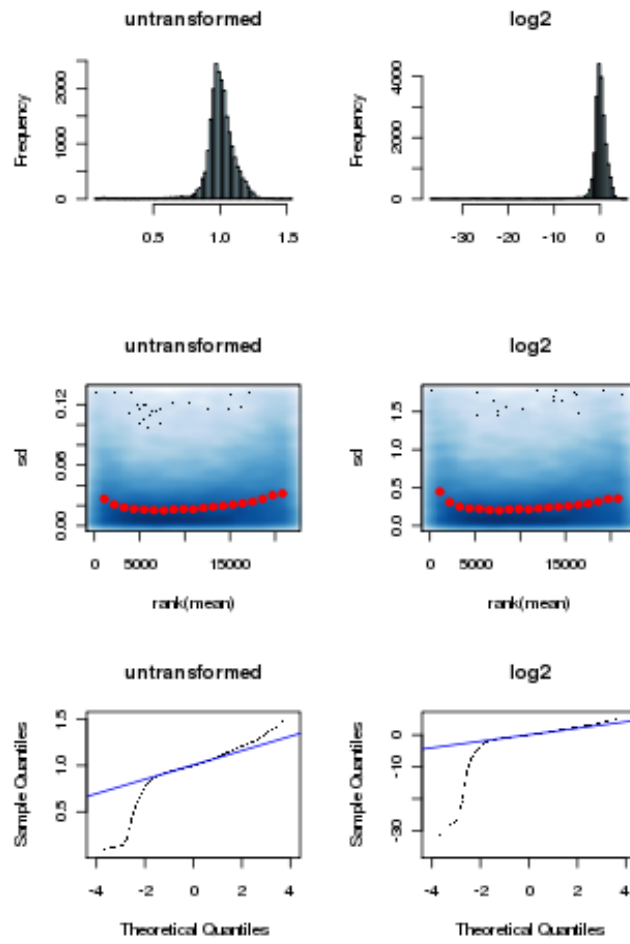 untransformed
log2
Frequency
0 1000 2000
0.5 1.0 1.5
Frequency
0 2000 4000
-30 -20 -10 0
untransformed
log2
sd
0.00 0.06 0.12
0 5000 15000
rank(mean)
sd
0.0 0.5 1.0 1.5
0 5000 15000
rank(mean)
untransformed
log2
Sample Quantiles
0.5 1.0 1.5
-4 -2 0 2 4
Theoretical Quantiles
Sample Quantiles
-30 -10 0
-4 -2 0 2 4
Theoretical Quantiles